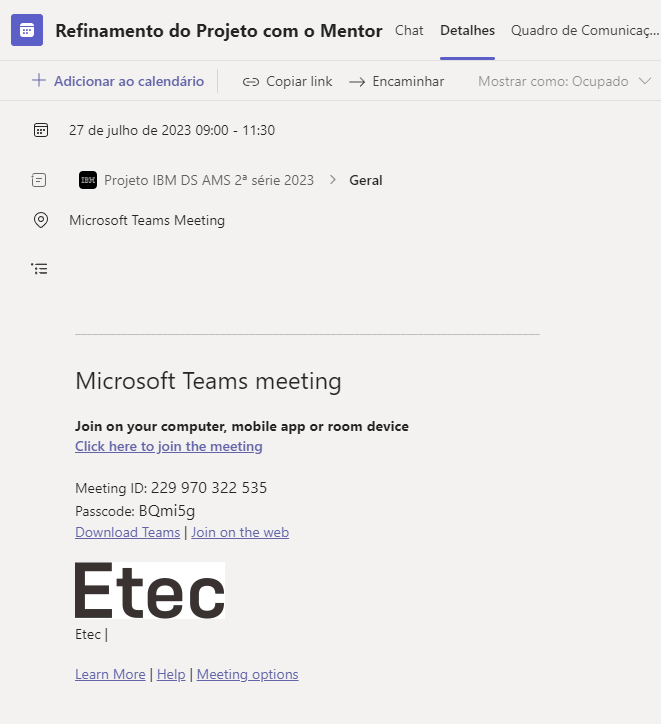 Refinamento do Projeto com o Mentor Chat Detalhes Quadro de Comunicaç...
Adicionar ao calendário Copiar link Encaminhar Mostrar como: Ocupado
27 de julho de 2023 09:00 - 11:30
IBM Projeto IBM DS AMS 2ª série 2023 > Geral
Microsoft Teams Meeting
Microsoft Teams meeting
Join on your computer, mobile app or room device
Click here to join the meeting
Meeting ID: 229 970 322 535
Passcode: BQmi5g
Download Teams | Join on the web
Etec
Etec |
Learn More | Help | Meeting options